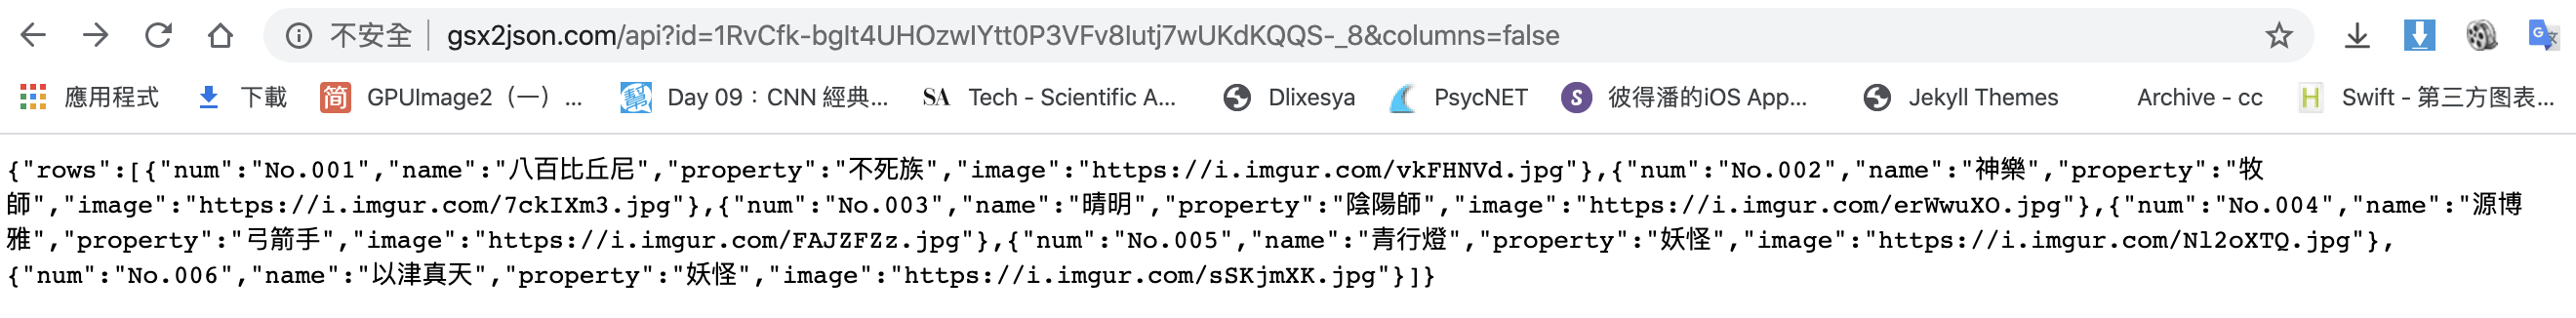 不安全 gsx2json.com/api?id=1RvCfk-bgIt4UHOzwIYtt0P3VFv8Iutj7wUKdKQQS-_8&columns=false
應用程式 下載 简 GPUImage2（一）... 幫 Day 09：CNN 經典... SA Tech - Scientific A... Dlixesya PsycNET S 彼得潘的iOS App... Jekyll Themes Archive - cc H Swift - 第三方图表...
{"rows":[{"num":"No.001","name":"八百比丘尼","property":"不死族","image":"https://i.imgur.com/vkFHNVd.jpg"},{"num":"No.002","name":"神樂","property":"牧
師","image":"https://i.imgur.com/7ckIXm3.jpg"},{"num":"No.003","name":"晴明","property":"陰陽師","image":"https://i.imgur.com/erWwuXO.jpg"},{"num":"No.004","name":"源博
雅","property":"弓箭手","image":"https://i.imgur.com/FAJZFZz.jpg"},{"num":"No.005","name":"青行燈","property":"妖怪","image":"https://i.imgur.com/Nl2oXTQ.jpg"},
{"num":"No.006","name":"以津真天","property":"妖怪","image":"https://i.imgur.com/sSKjmXK.jpg"}]}